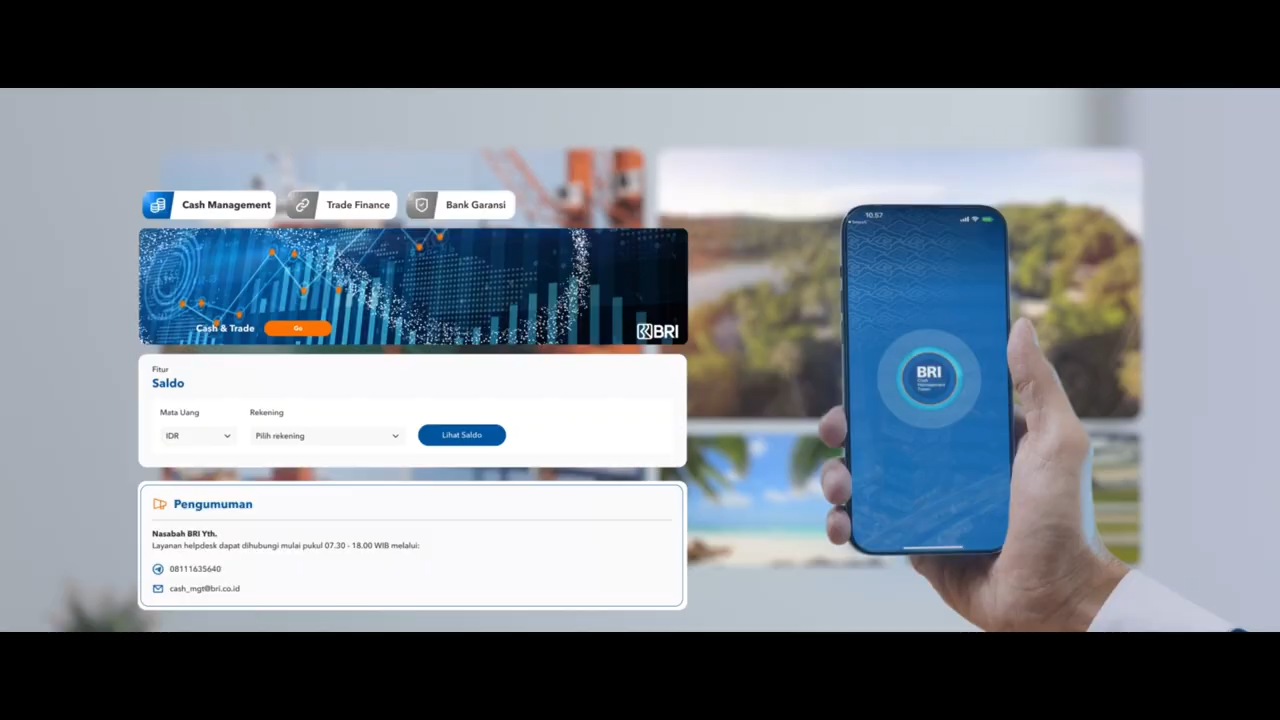 Cash Management
Trade Finance
Bank Garansi
Cash & Trade
Go
BRI
Fitur
Saldo
Mata Uang
Rekening
IDR
Pilih rekening
Lihat Saldo
Pengumuman
Nasabah BRI Yth.
Layanan helpdesk dapat dihubungi mulai pukul 07.30 - 18.00 WIB melalui:
08111635640
cash_mgt@bri.co.id
10.57
BRI
Cash
Management